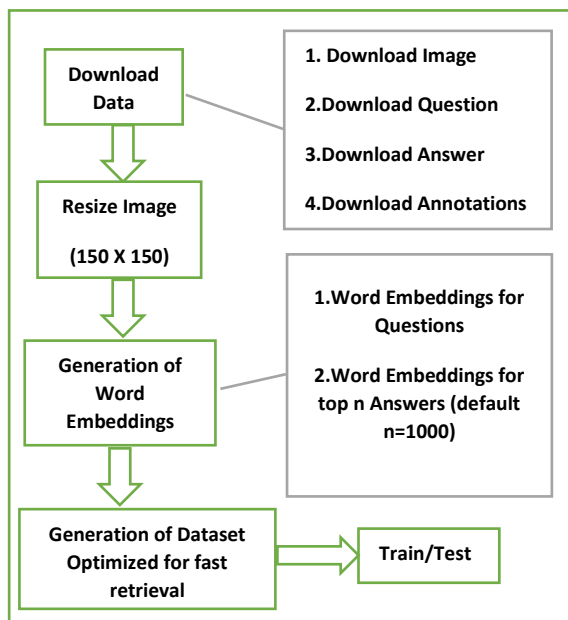 Download
Data
1. Download Image
2.Download Question
3.Download Answer
4.Download Annotations
Resize Image
(150 X 150)
Generation of
Word
Embeddings
1.Word Embeddings for
Questions
2.Word Embeddings for
top n Answers (default
n=1000)
Generation of Dataset
Optimized for fast
retrieval
Train/Test